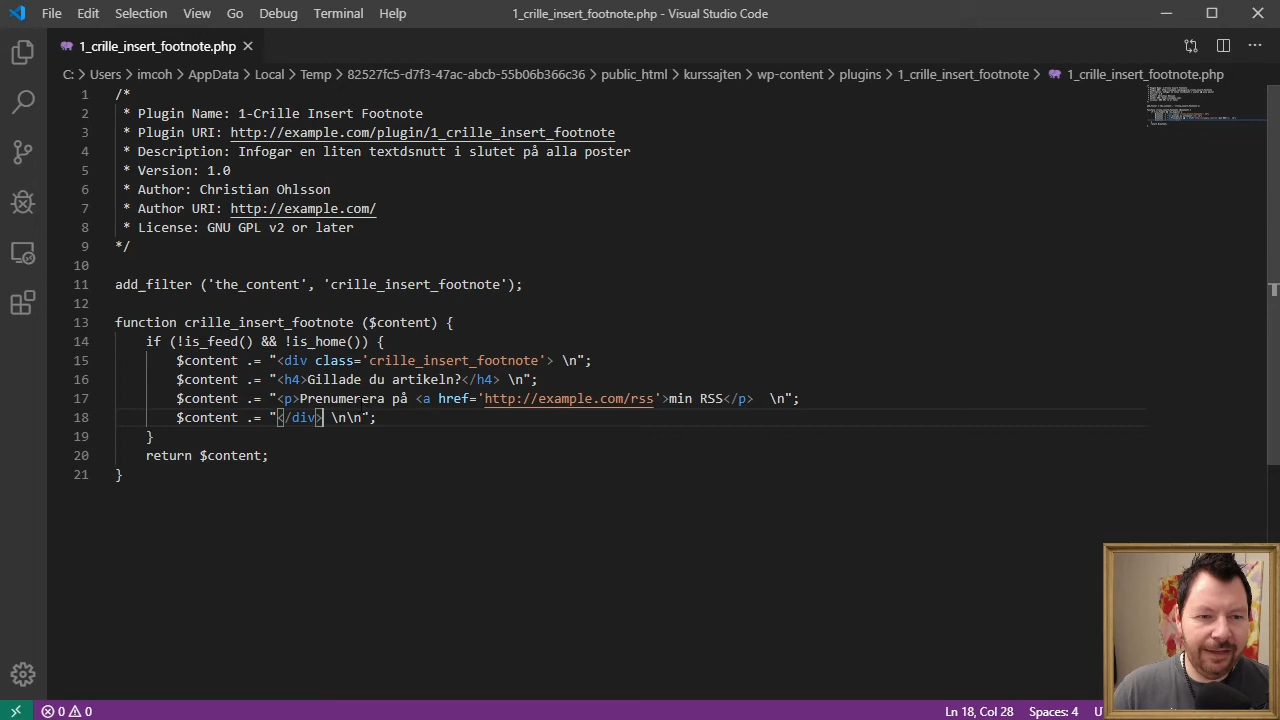 File Edit Selection View Go Debug Terminal Help 1_crille_insert_footnote.php - Visual Studio Code
1_crille_insert_footnote.php
C: > Users > imcoh > AppData > Local > Temp > 82527fc5-d7f3-47ac-abcb-55b06b366c36 > public_html > kurssajten > wp-content > plugins > 1_crille_insert_footnote > 1_crille_insert_footnote.php
1 /*
2 * Plugin Name: 1-Crille Insert Footnote
3 * Plugin URI: http://example.com/plugin/1_crille_insert_footnote
4 * Description: Infogar en liten textdsnutt i slutet på alla poster
5 * Version: 1.0
6 * Author: Christian Ohlsson
7 * Author URI: http://example.com/
8 * License: GNU GPL v2 or later
9 */
10
11 add_filter ('the_content', 'crille_insert_footnote');
12
13 function crille_insert_footnote ($content) {
14 if (!is_feed() && !is_home()) {
15 $content .= "<div class='crille_insert_footnote'> \n";
16 $content .= "<h4>Gillade du artikeln?</h4> \n";
17 $content .= "<p>Prenumerera på <a href='http://example.com/rss'>min RSS</p>  \n";
18 $content .= "</div> \n\n";
19 }
20 return $content;
21 }
0 0 Ln 18, Col 28 Spaces: 4